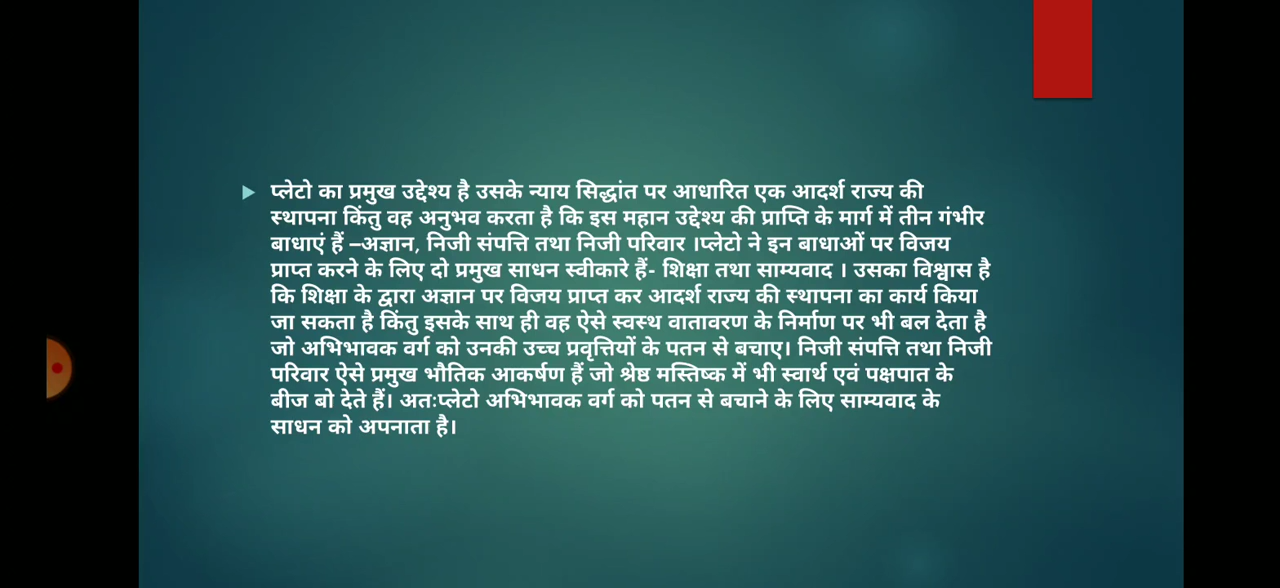 प्लेटो का प्रमुख उद्देश्य है उसके न्याय सिद्धांत पर आधारित एक आदर्श राज्य की
स्थापना किंतु वह अनुभव करता है कि इस महान उद्देश्य की प्राप्ति के मार्ग में तीन गंभीर
बाधाएं हैं –अज्ञान, निजी संपत्ति तथा निजी परिवार ।प्लेटो ने इन बाधाओं पर विजय
प्राप्त करने के लिए दो प्रमुख साधन स्वीकारे हैं- शिक्षा तथा साम्यवाद । उसका विश्वास है
कि शिक्षा के द्वारा अज्ञान पर विजय प्राप्त कर आदर्श राज्य की स्थापना का कार्य किया
जा सकता है किंतु इसके साथ ही वह ऐसे स्वस्थ वातावरण के निर्माण पर भी बल देता है
जो अभिभावक वर्ग को उनकी उच्च प्रवृत्तियों के पतन से बचाए। निजी संपत्ति तथा निजी
परिवार ऐसे प्रमुख भौतिक आकर्षण हैं जो श्रेष्ठ मस्तिष्क में भी स्वार्थ एवं पक्षपात के
बीज बो देते हैं। अतःप्लेटो अभिभावक वर्ग को पतन से बचाने के लिए साम्यवाद के
साधन को अपनाता है।